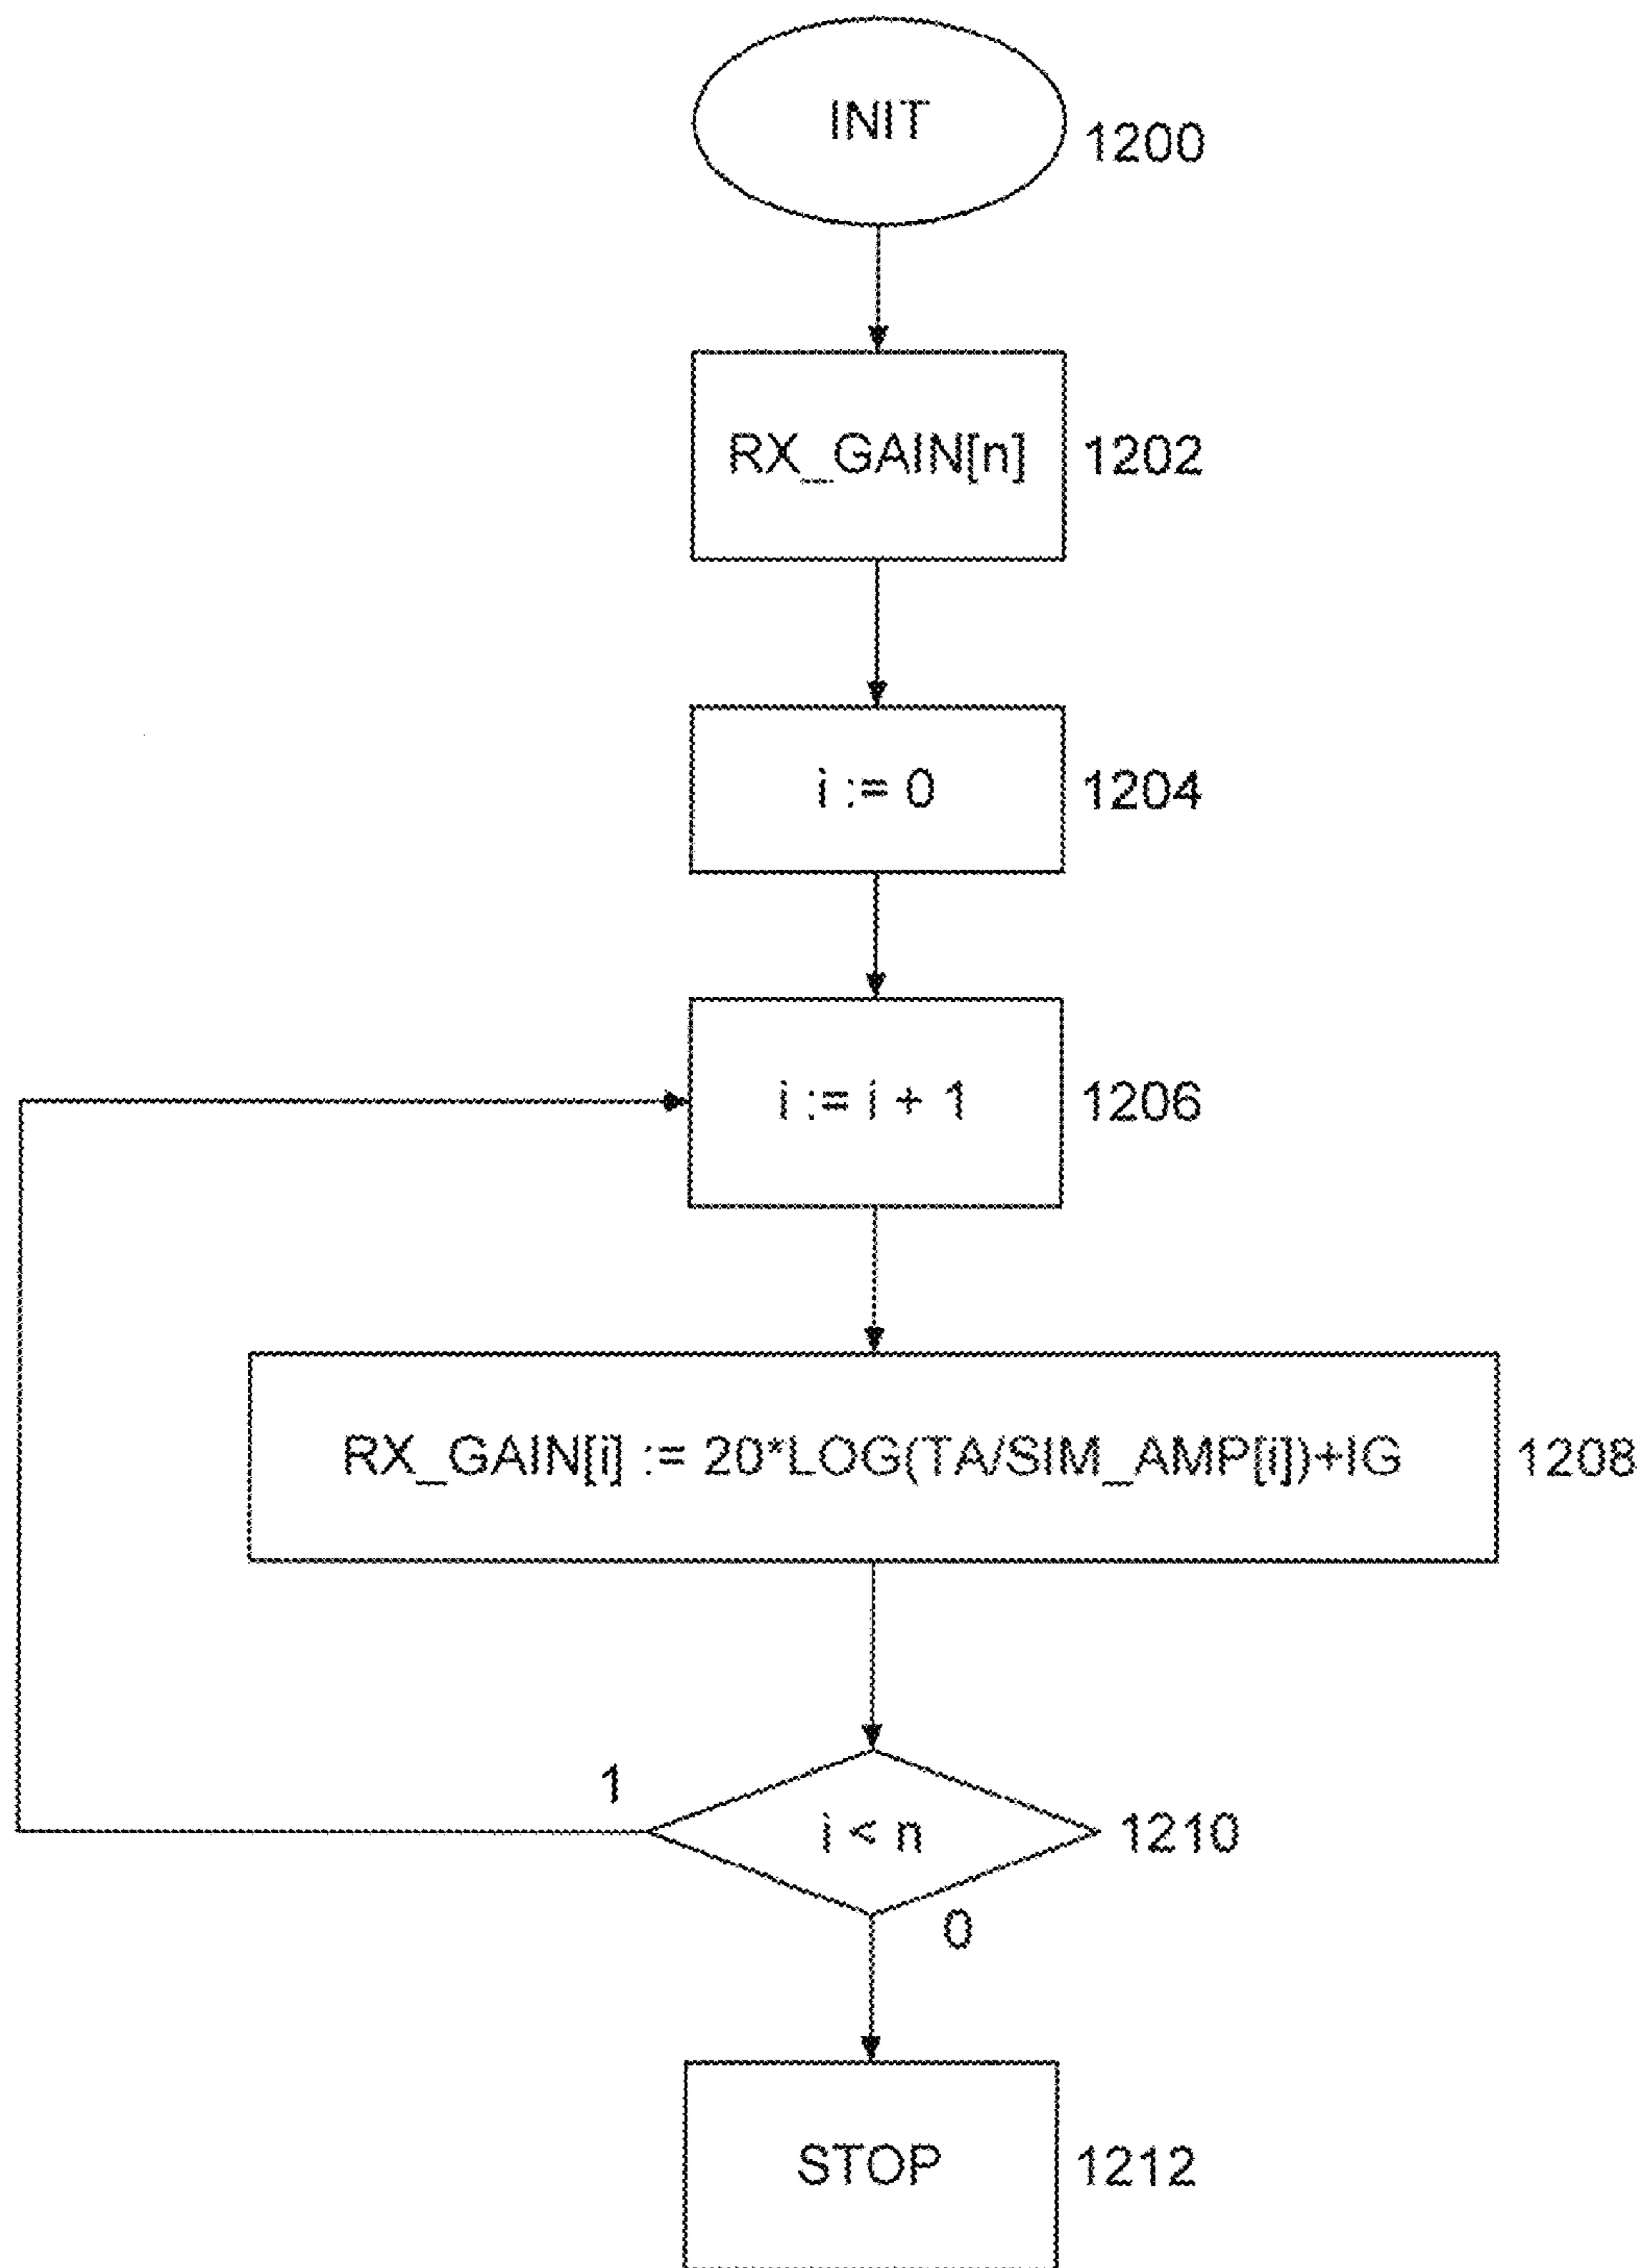 INIT
1200
RX_GAIN[n]
1202
i := 0
1204
i := i + 1
1206
RX_GAIN[i] := 20*LOG(TA/SIM_AMP[i])+IG
1208
1
i < n
1210
0
STOP
1212